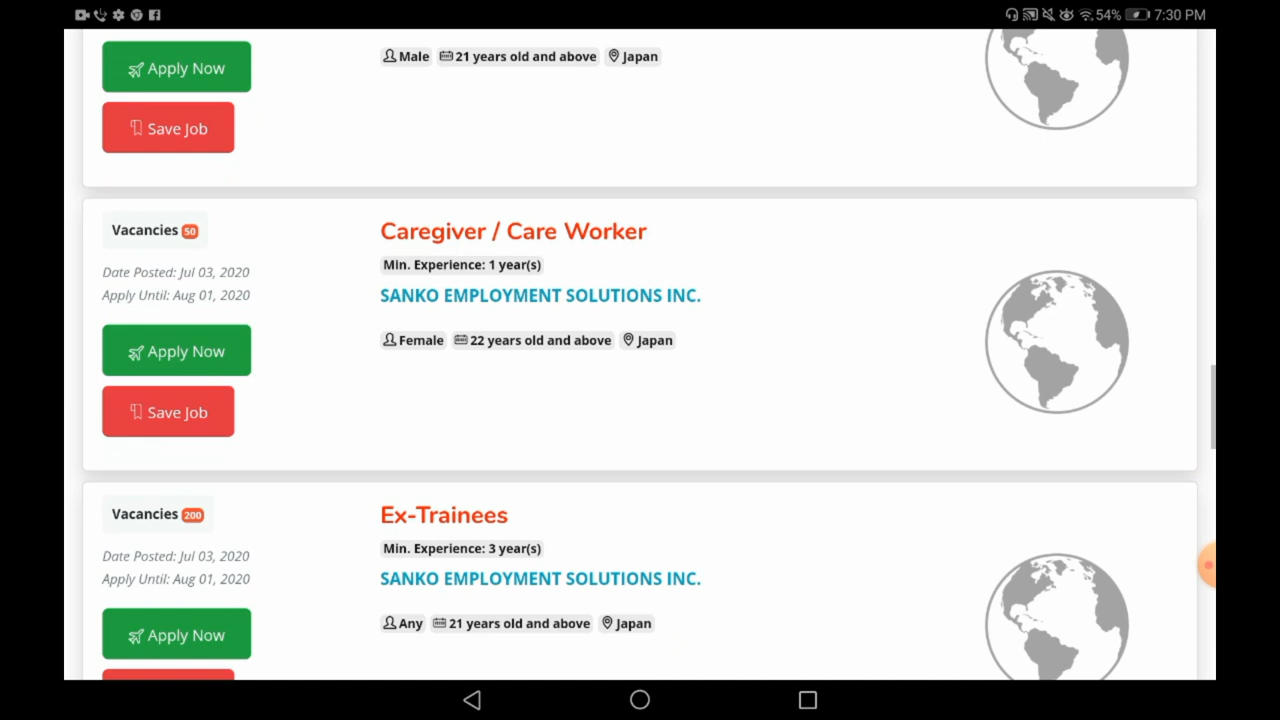 54% 7:30 PM
Apply Now
Male 21 years old and above Japan
Save Job
Vacancies 50
Caregiver / Care Worker
Min. Experience: 1 year(s)
Date Posted: Jul 03, 2020
Apply Until: Aug 01, 2020
SANKO EMPLOYMENT SOLUTIONS INC.
Female 22 years old and above Japan
Apply Now
Save Job
Vacancies 200
Ex-Trainees
Min. Experience: 3 year(s)
Date Posted: Jul 03, 2020
Apply Until: Aug 01, 2020
SANKO EMPLOYMENT SOLUTIONS INC.
Any 21 years old and above Japan
Apply Now